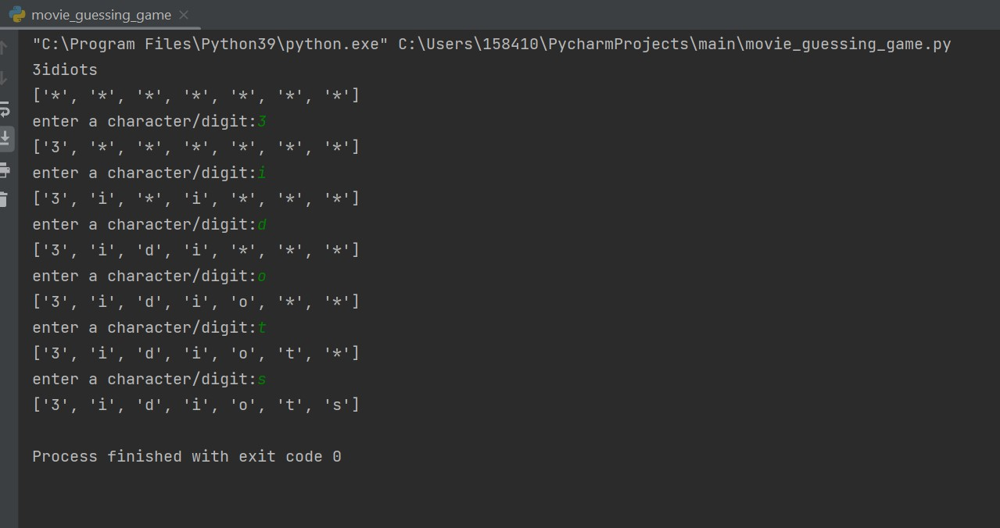 movie_guessing_game
"C:\Program Files\Python39\python.exe" C:\Users\158410\PycharmProjects\main\movie_guessing_game.py
3idiots
['*', '*', '*', '*', '*', '*', '*']
enter a character/digit:3
['3', '*', '*', '*', '*', '*', '*']
enter a character/digit:i
['3', 'i', '*', 'i', '*', '*', '*']
enter a character/digit:d
['3', 'i', 'd', 'i', '*', '*', '*']
enter a character/digit:o
['3', 'i', 'd', 'i', 'o', '*', '*']
enter a character/digit:t
['3', 'i', 'd', 'i', 'o', 't', '*']
enter a character/digit:s
['3', 'i', 'd', 'i', 'o', 't', 's']
Process finished with exit code 0